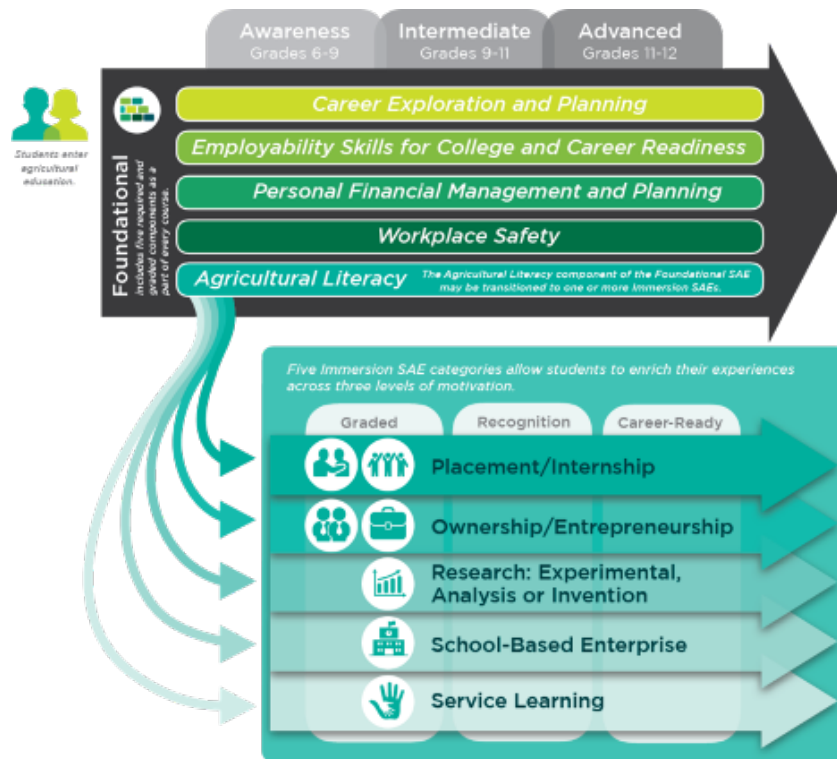 Awareness
Grades 6-9
Intermediate
Grades 9-11
Advanced
Grades 11-12
Students enter
agricultural
education.
Foundational
Includes five required and
graded components as a
part of every course.
Career Exploration and Planning
Employability Skills for College and Career Readiness
Personal Financial Management and Planning
Workplace Safety
Agricultural Literacy
The Agricultural Literacy component of the Foundational SAE
may be transitioned to one or more Immersion SAEs.
Five Immersion SAE categories allow students to enrich their experiences
across three levels of motivation.
Graded
Recognition
Career-Ready
Placement/Internship
Ownership/Entrepreneurship
Research: Experimental,
Analysis or Invention
School-Based Enterprise
Service Learning